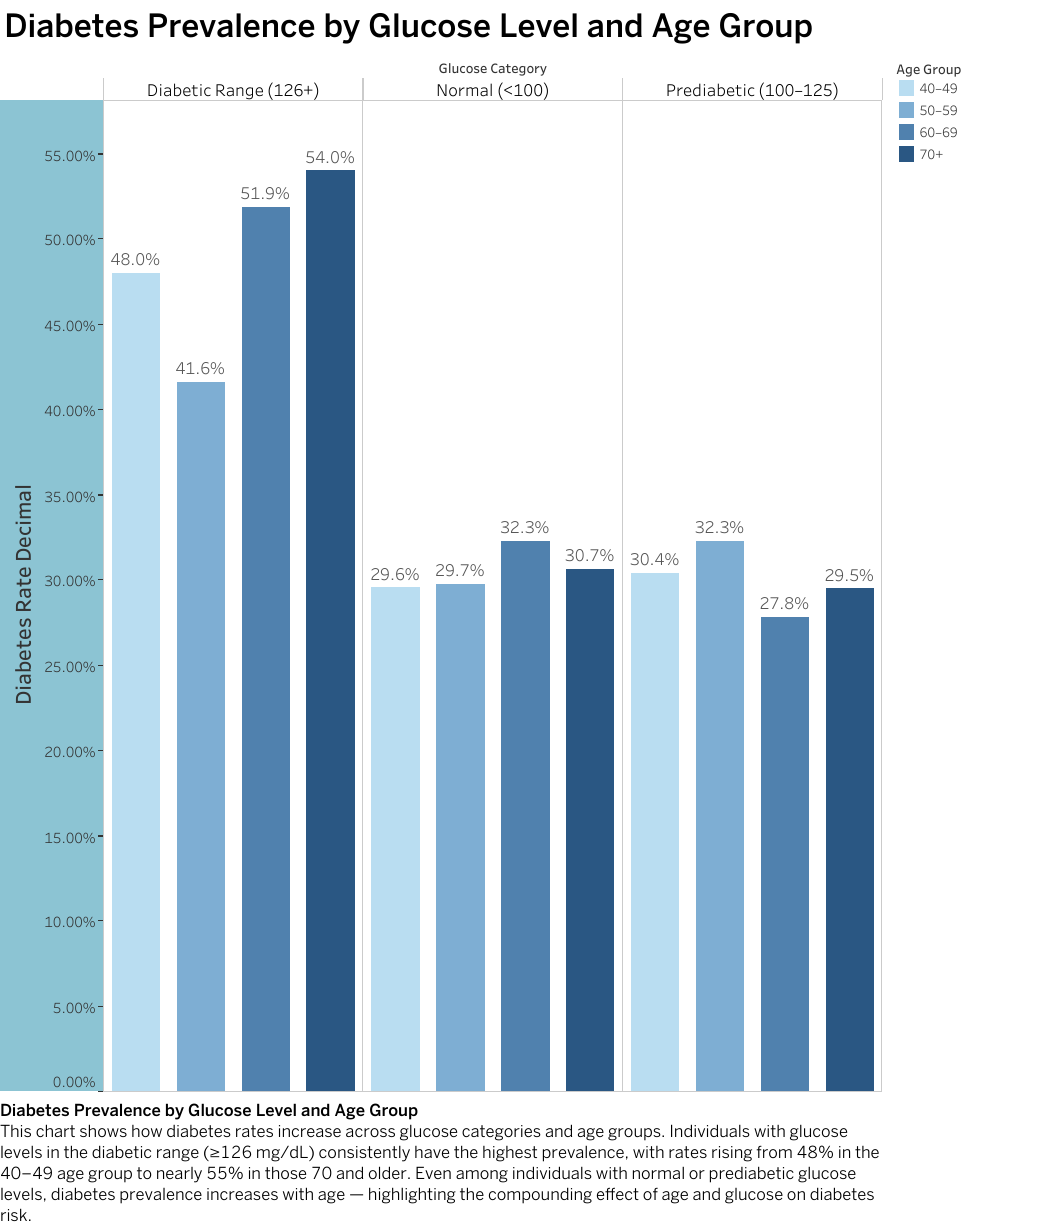 Diabetes Prevalence by Glucose Level and Age Group
Glucose Category
Diabetic Range (126+) Normal (<100) Prediabetic (100–125)
Age Group
40–49
50–59
60–69
70+
Diabetes Rate Decimal
55.00%
50.00%
45.00%
40.00%
35.00%
30.00%
25.00%
20.00%
15.00%
10.00%
5.00%
0.00%
48.0% 41.6% 51.9% 54.0%
29.6% 29.7% 32.3% 30.7%
30.4% 32.3% 27.8% 29.5%
Diabetes Prevalence by Glucose Level and Age Group
This chart shows how diabetes rates increase across glucose categories and age groups. Individuals with glucose
levels in the diabetic range (≥126 mg/dL) consistently have the highest prevalence, with rates rising from 48% in the
40–49 age group to nearly 55% in those 70 and older. Even among individuals with normal or prediabetic glucose
levels, diabetes prevalence increases with age — highlighting the compounding effect of age and glucose on diabetes
risk.